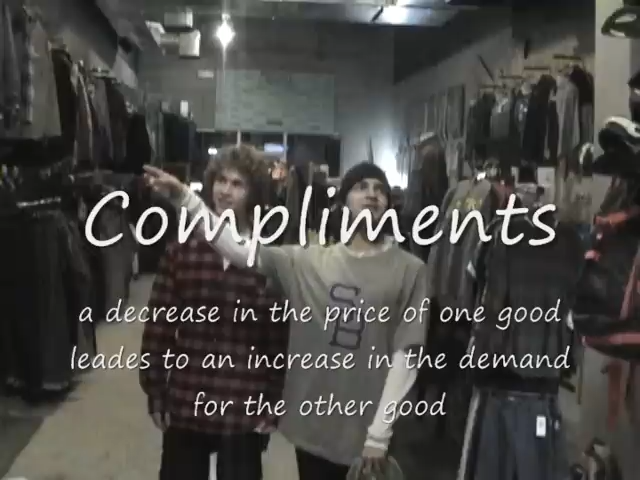 Compliments
a decrease in the price of one good
leades to an increase in the demand
for the other good
SB